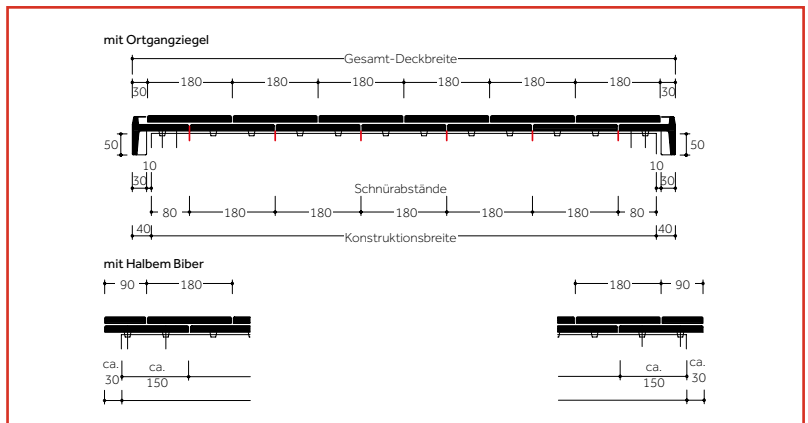 mit Ortgangziegel
Gesamt-Deckbreite
30 180 180 180 180 180 180 30
50 50
10 10
30 30
Schnürabstände
80 180 180 180 180 180 80
40 Konstruktionsbreite 40
mit Halbem Biber
90 180 180 90
ca. ca. ca. ca.
30 150 150 30